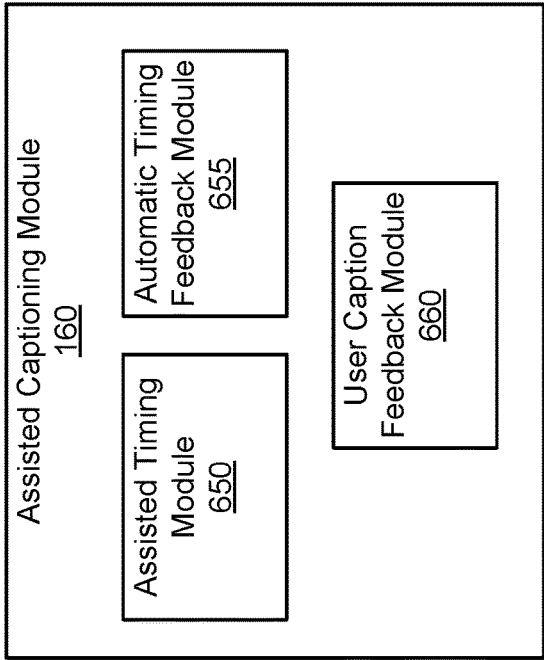 Assisted Captioning Module
160
Assisted Timing
Module
650
Automatic Timing
Feedback Module
655
User Caption
Feedback Module
660